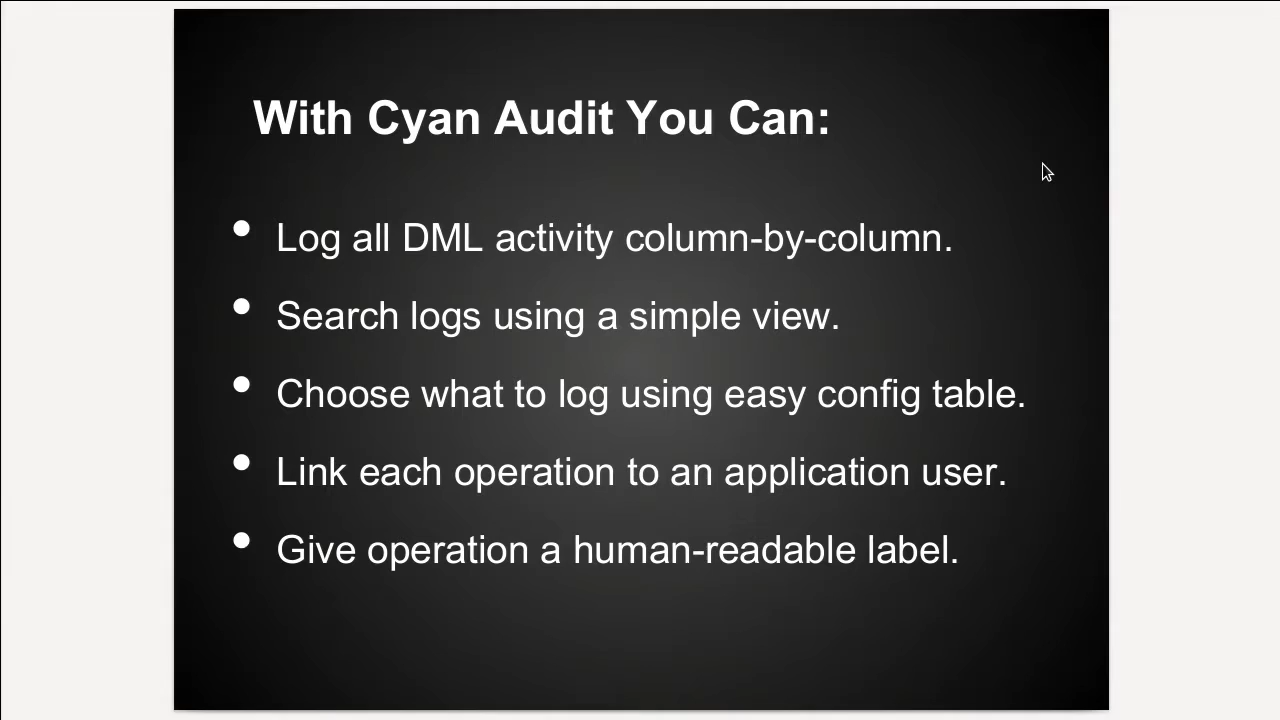 With Cyan Audit You Can:
• Log all DML activity column-by-column.
• Search logs using a simple view.
• Choose what to log using easy config table.
• Link each operation to an application user.
• Give operation a human-readable label.